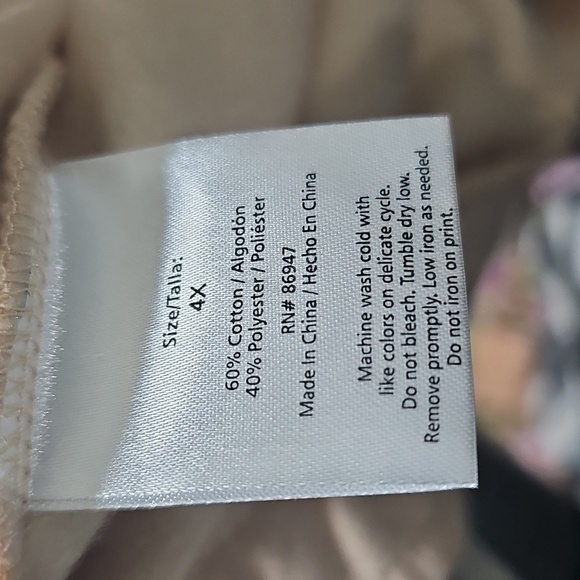 Size/Talla:
4X
60% Cotton / Algodón
40% Polyester / Poliéster
RN# 86947
Made In China / Hecho En China
Machine wash cold with
like colors on delicate cycle.
Do not bleach. Tumble dry low.
Remove promptly. Low iron as needed.
Do not iron on print.